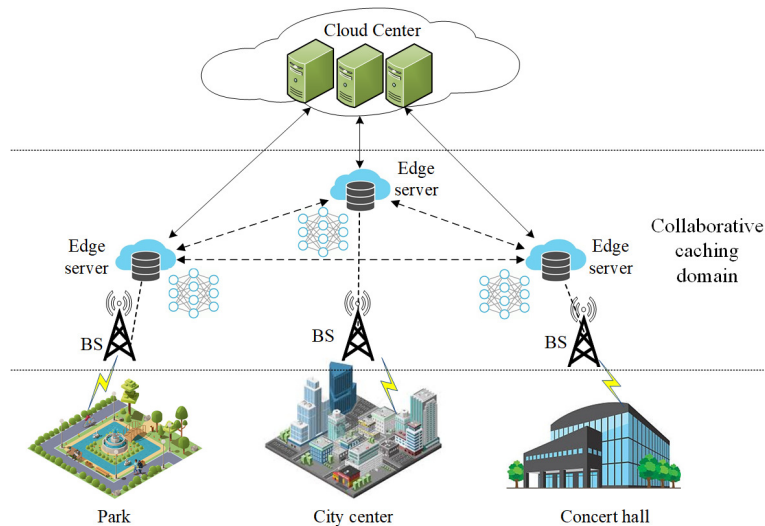 Cloud Center
Edge
server
Edge
server
Edge
server
Collaborative
caching
domain
BS
BS
BS
Park
City center
Concert hall